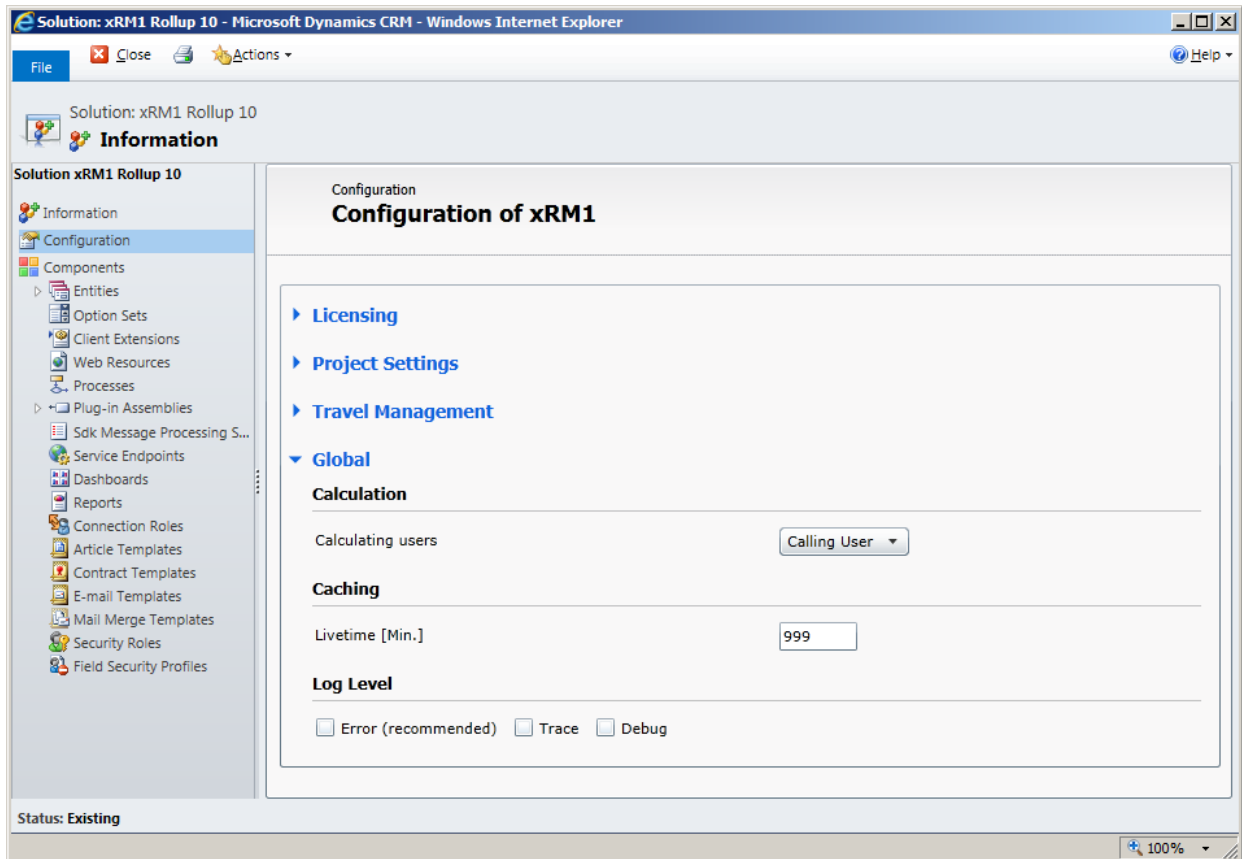 Solution: xRM1 Rollup 10 - Microsoft Dynamics CRM - Windows Internet Explorer
File Close Actions Help
Solution: xRM1 Rollup 10
Information
Solution xRM1 Rollup 10
Information
Configuration
Components
Entities
Option Sets
Client Extensions
Web Resources
Processes
Plug-in Assemblies
Sdk Message Processing S...
Service Endpoints
Dashboards
Reports
Connection Roles
Article Templates
Contract Templates
E-mail Templates
Mail Merge Templates
Security Roles
Field Security Profiles
Configuration
Configuration of xRM1
Licensing
Project Settings
Travel Management
Global
Calculation
Calculating users Calling User
Caching
Livetime [Min.] 999
Log Level
Error (recommended) Trace Debug
Status: Existing
100%